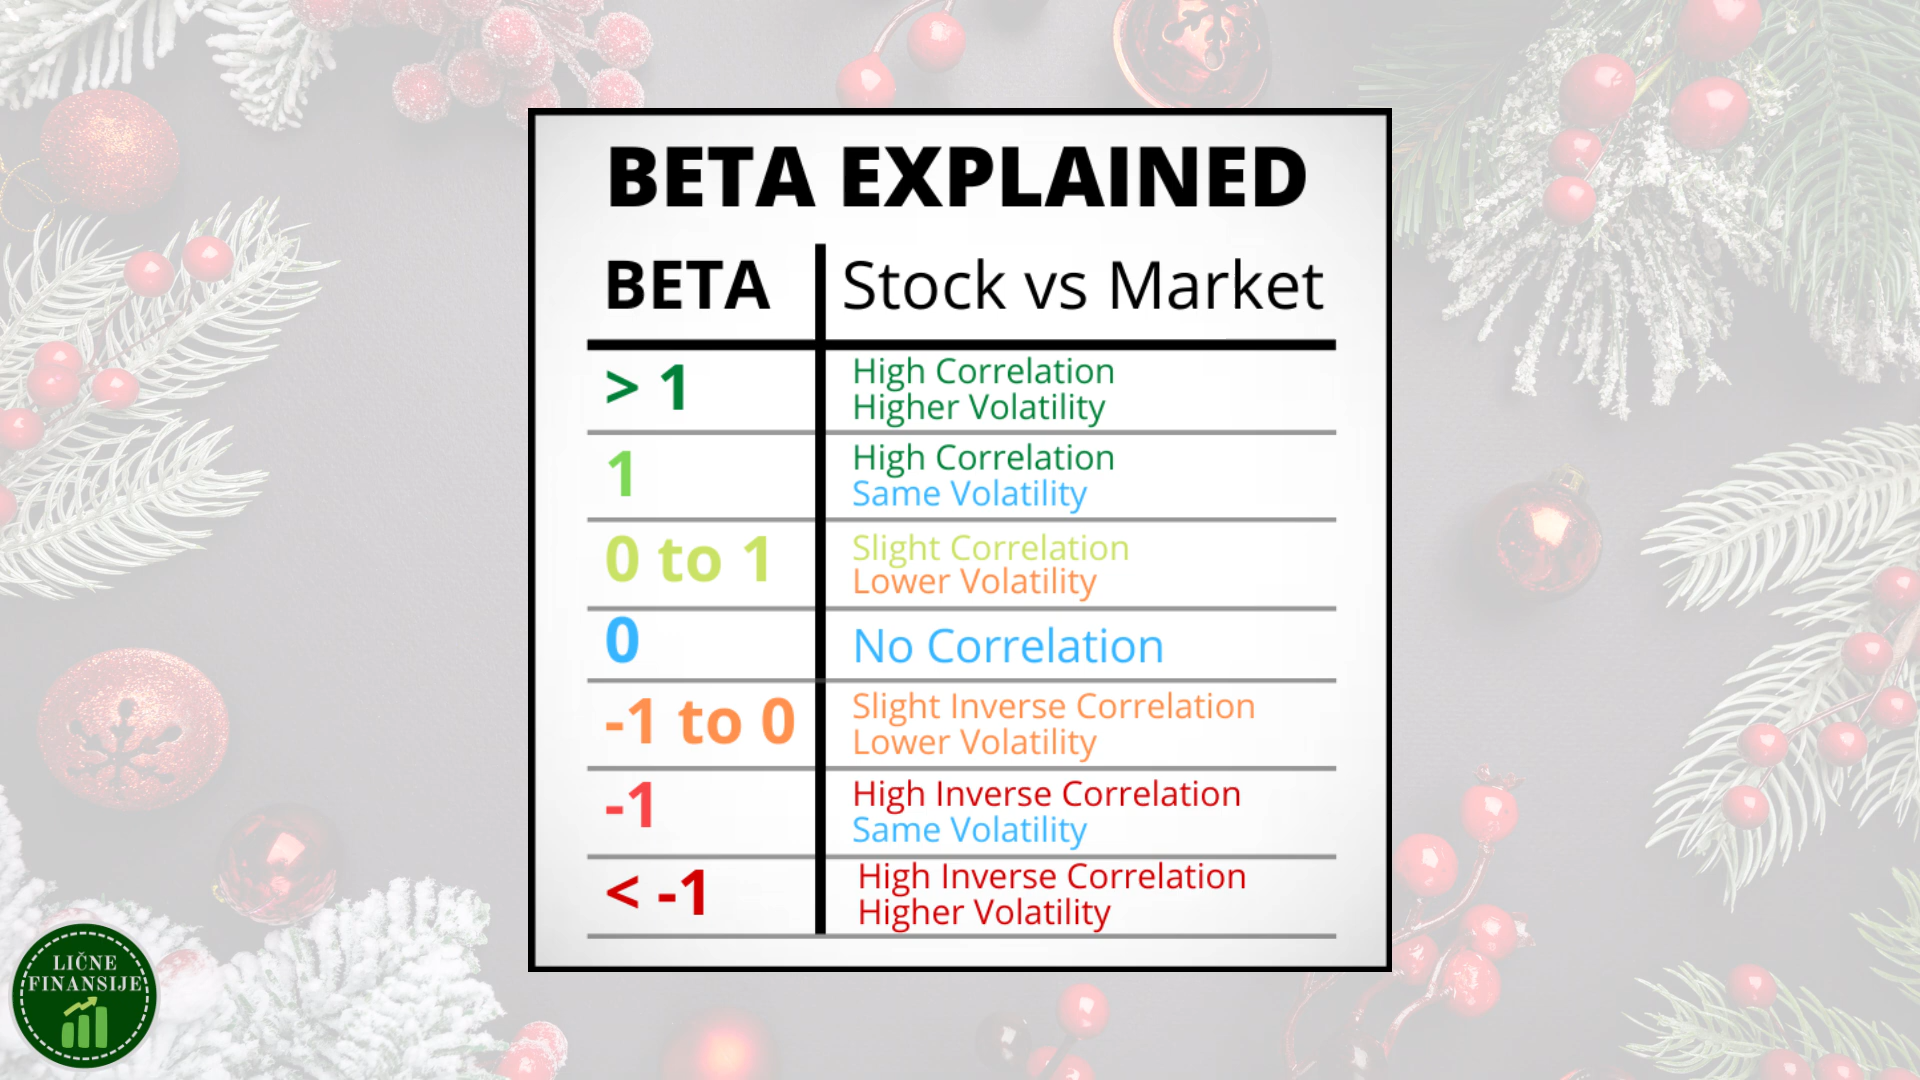 BETA EXPLAINED
BETA Stock vs Market
> 1 High Correlation
Higher Volatility
1 High Correlation
Same Volatility
0 to 1 Slight Correlation
Lower Volatility
0 No Correlation
-1 to 0 Slight Inverse Correlation
Lower Volatility
-1 High Inverse Correlation
Same Volatility
< -1 High Inverse Correlation
Higher Volatility
LIČNE
FINANSIJE